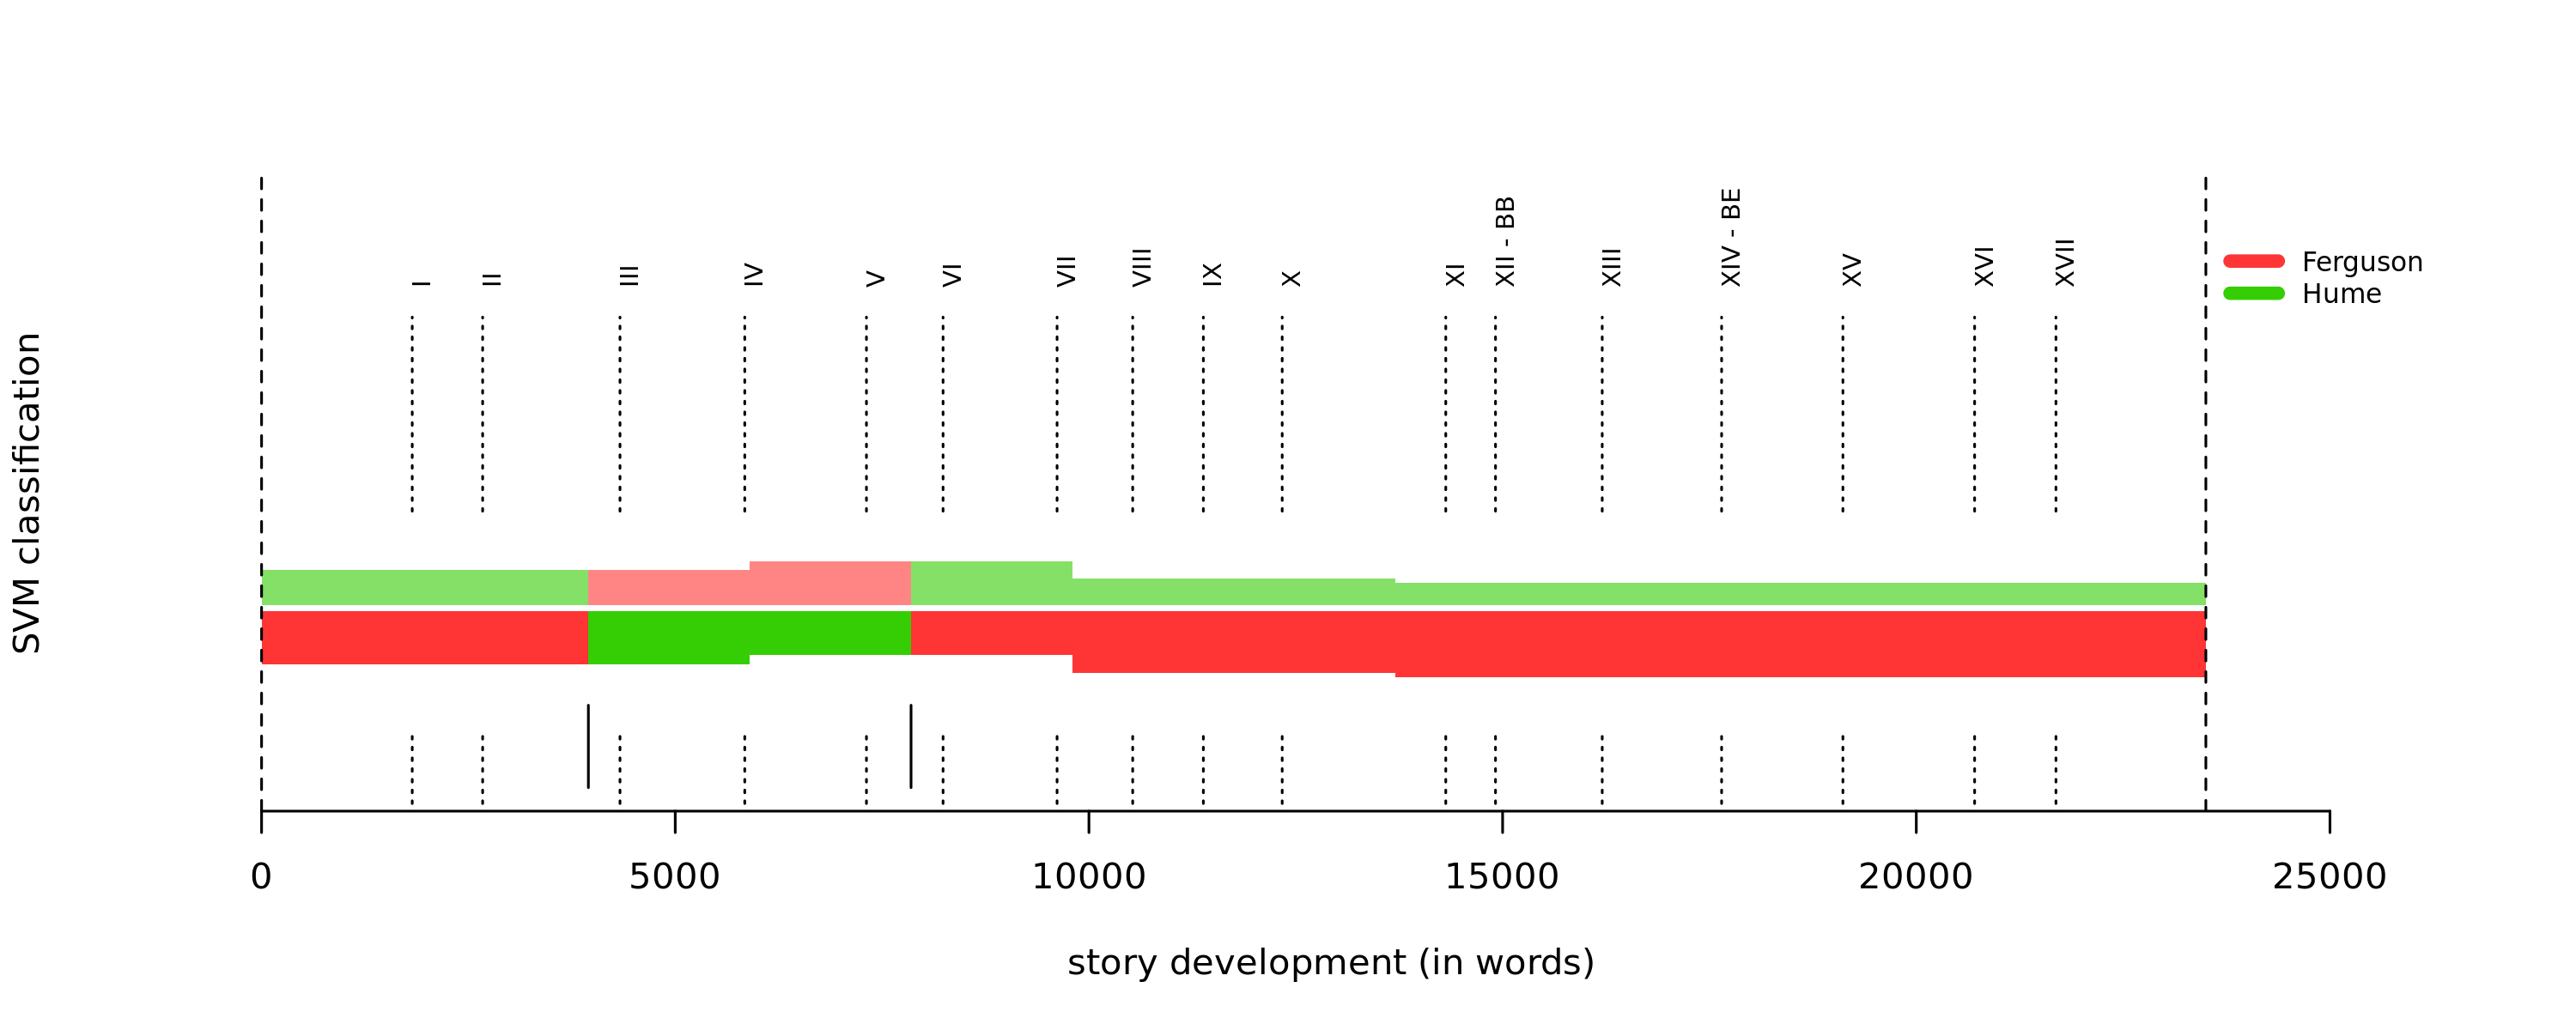 I
II
III
IV
V
VI
VII
VIII
IX
X
XI
XII - BB
XIII
XIV - BE
XV
XVI
XVII
Ferguson
Hume
SVM classification
0
5000
10000
15000
20000
25000
story development (in words)